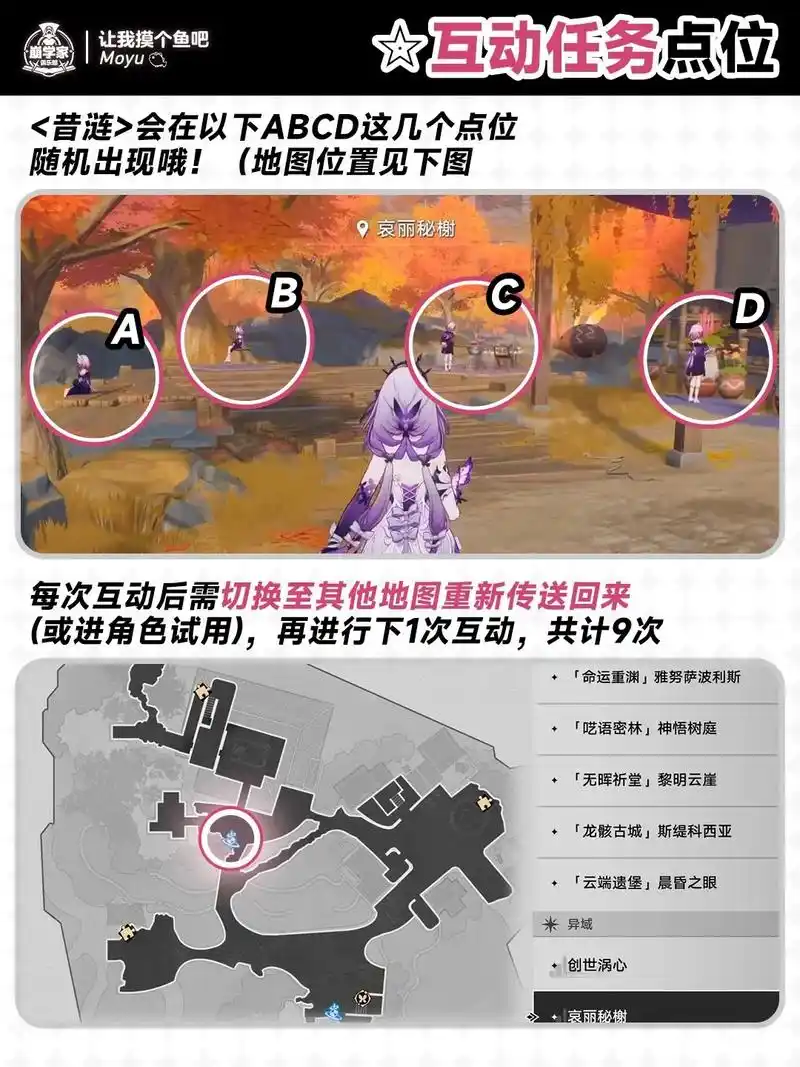 崩学家
俱乐部
让我摸个鱼吧
Moyu
☆互动任务点位
<昔涟>会在以下ABCD这几个点位
随机出现哦！（地图位置见下图
哀丽秘榭
A
B
C
D
每次互动后需切换至其他地图重新传送回来
(或进角色试用)，再进行下1次互动，共计9次
「命运重渊」雅努萨波利斯
「呓语密林」神悟树庭
「无晖祈堂」黎明云崖
「龙骸古城」斯缇科西亚
「云端遗堡」晨昏之眼
异域
创世涡心
哀丽秘榭